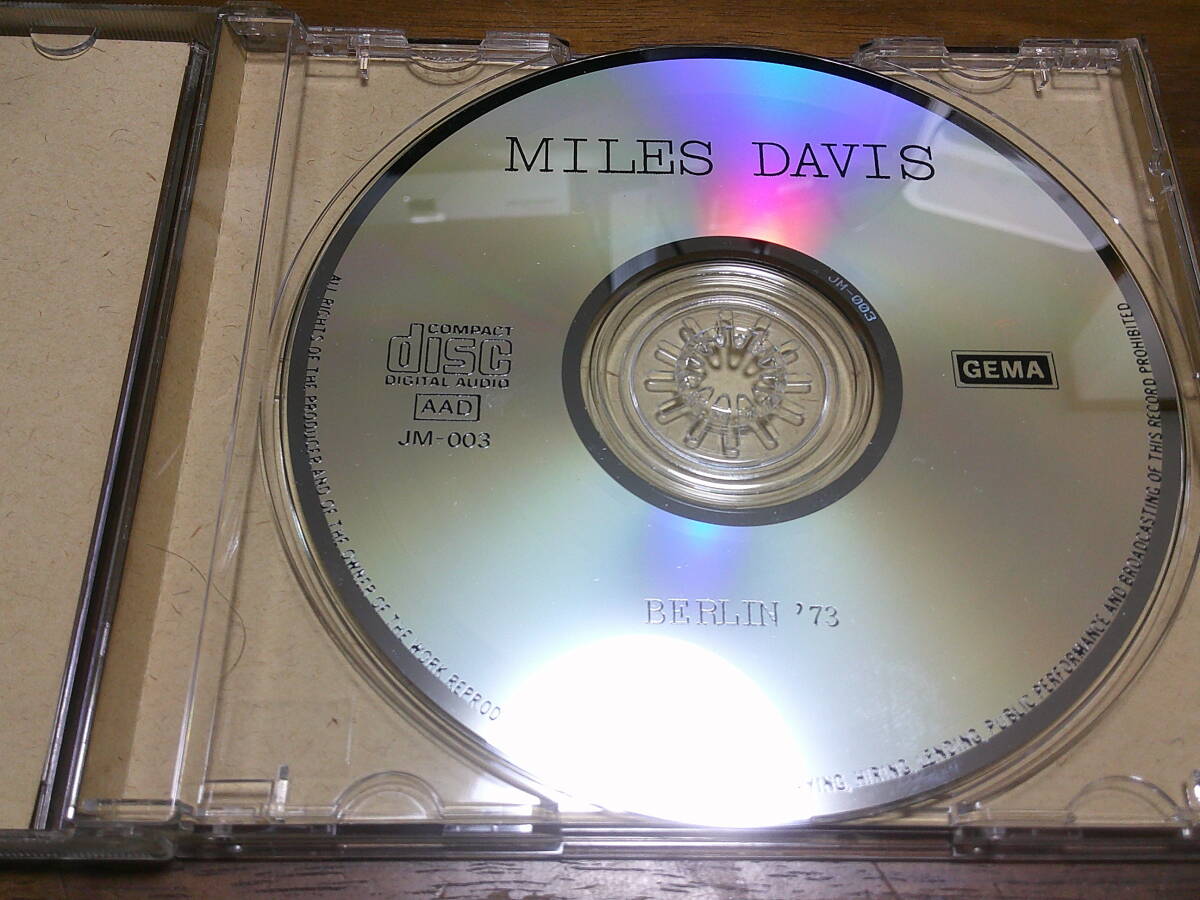 MILES DAVIS
JM-003
COMPACT
disc
DIGITAL AUDIO
AAD
JM-003
GEMA
BERLIN '73
ALL RIGHTS OF THE PRODUCER AND OF THE OWNER OF THE WORK REPROD
HIRING, LENDING, PUBLIC PERFORMANCE AND BROADCASTING OF THIS RECORD PROHIBITED